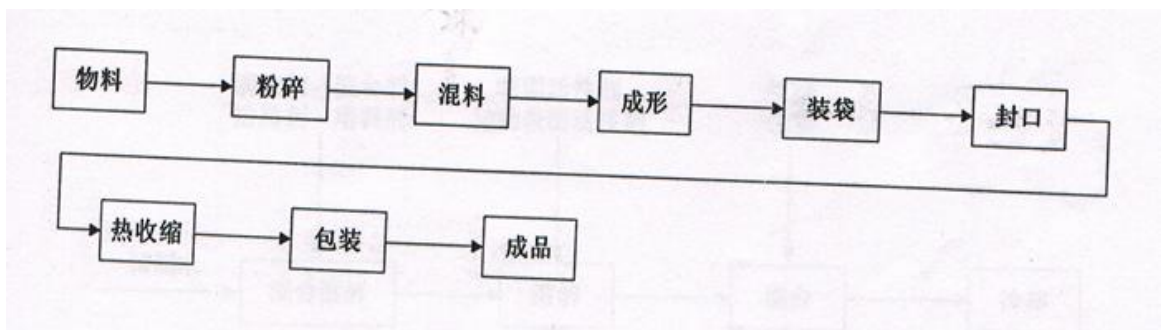 物料 粉碎 混料 成形 装袋 封口
热收缩 包装 成品